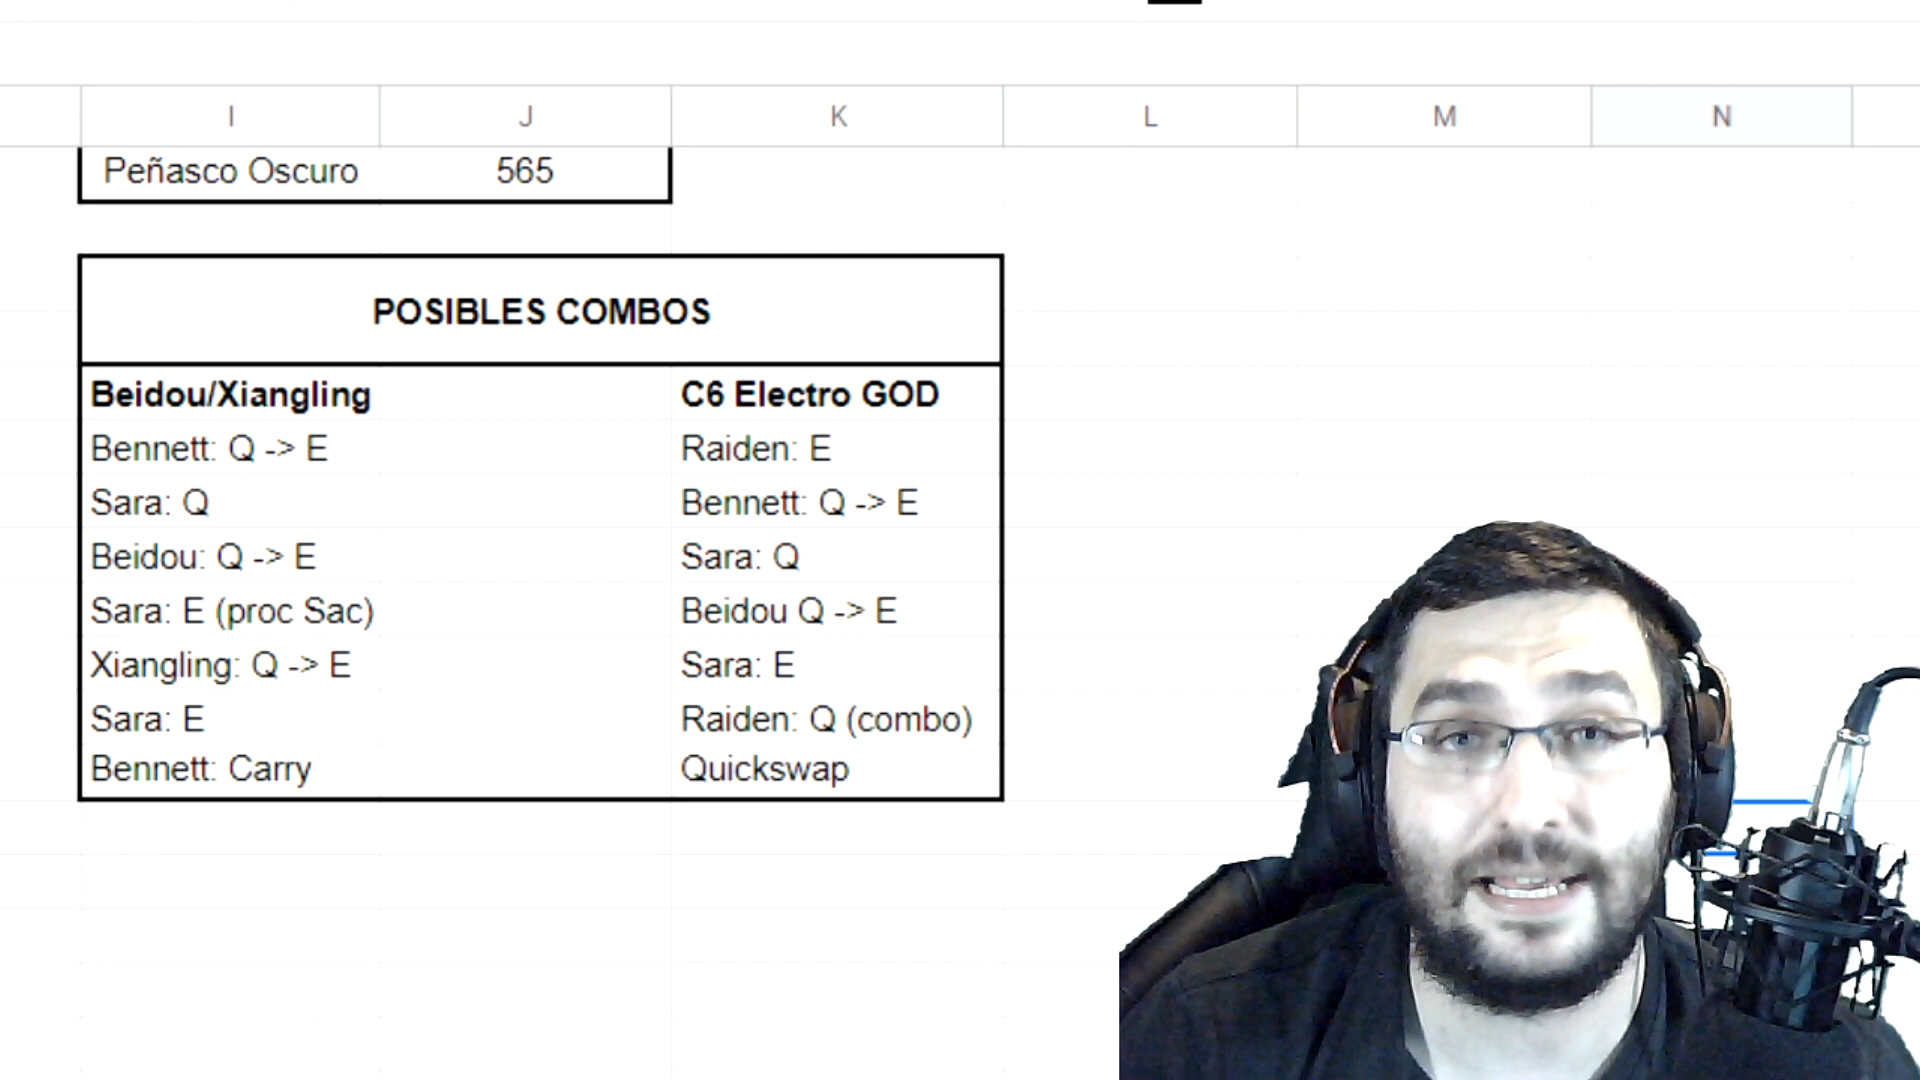 I J K L M N
Peñasco Oscuro 565
POSIBLES COMBOS
Beidou/Xiangling C6 Electro GOD
Bennett: Q -> E Raiden: E
Sara: Q Bennett: Q -> E
Beidou: Q -> E Sara: Q
Sara: E (proc Sac) Beidou Q -> E
Xiangling: Q -> E Sara: E
Sara: E Raiden: Q (combo)
Bennett: Carry Quickswap